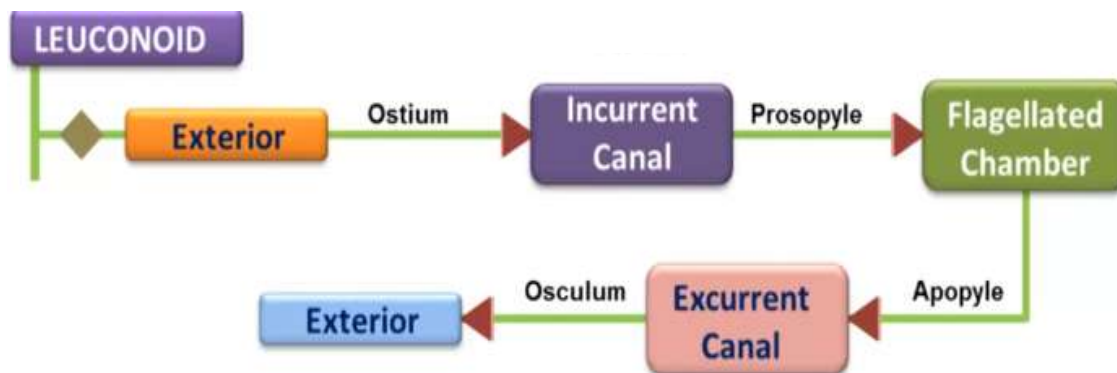 LEUCONOID
Exterior
Ostium
Incurrent
Canal
Prosopyle
Flagellated
Chamber
Apopyle
Excurrent
Canal
Osculum
Exterior